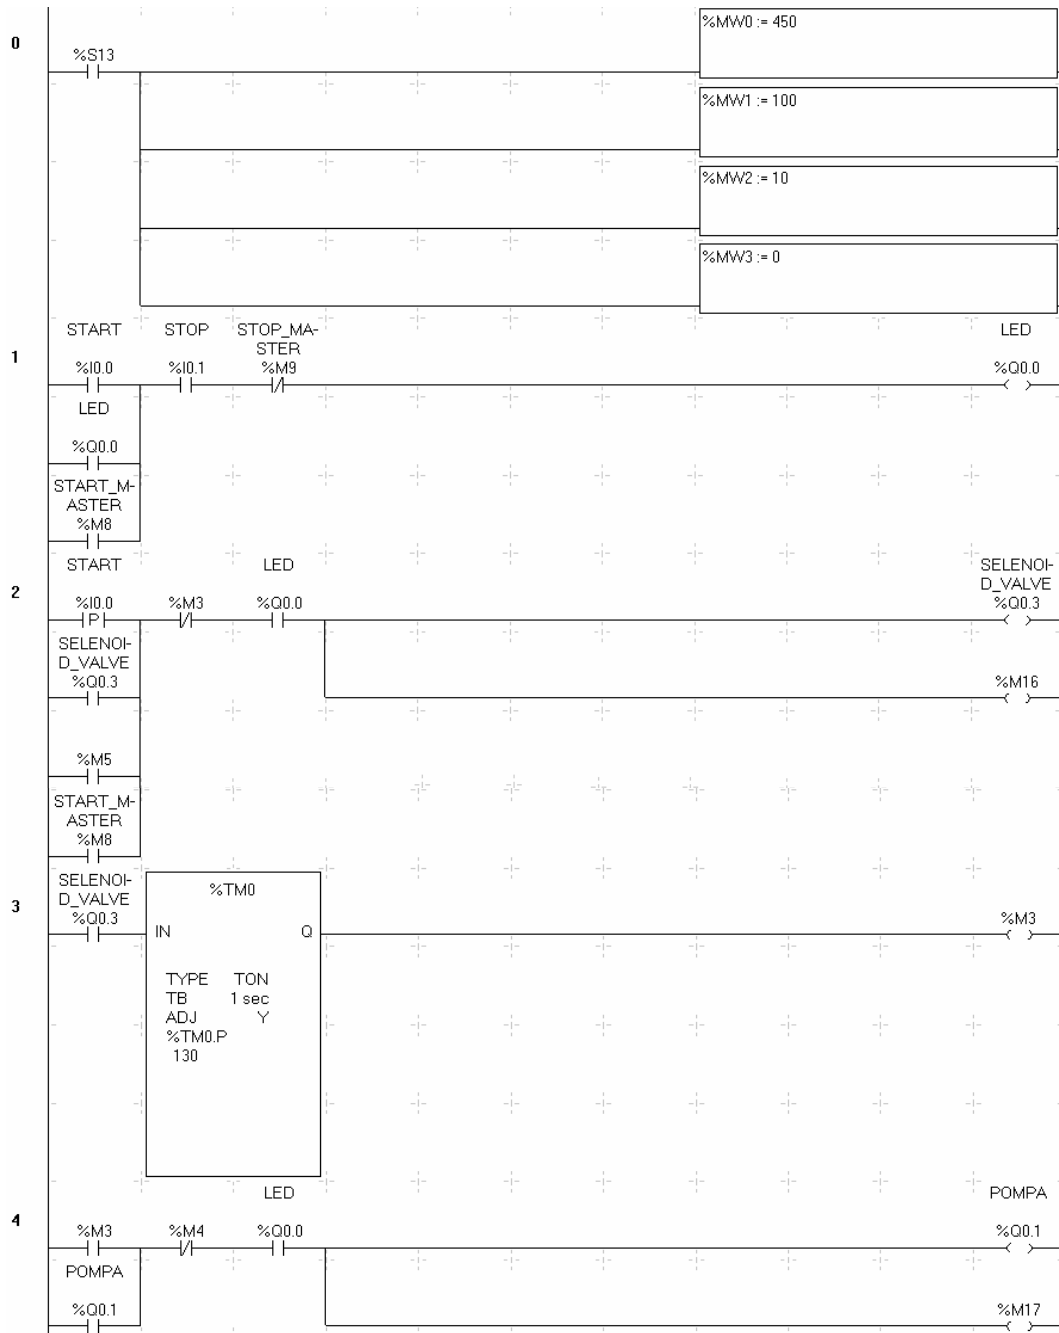 0
%S13
%MW0 := 450
%MW1 := 100
%MW2 := 10
%MW3 := 0
START STOP STOP_MA- LED
STER
1
%I0.0 %I0.1 %M9 %Q0.0
LED
%Q0.0
START_M-
ASTER
%M8
START LED SELENOI-
D_VALVE
2
%I0.0 %M3 %Q0.0 %Q0.3
P
SELENOI-
D_VALVE
%Q0.3 %M16
%M5
START_M-
ASTER
%M8
SELENOI-
D_VALVE
%TM0
3
%Q0.3 %M3
IN Q
TYPE TON
TB 1 sec
ADJ Y
%TM0.P
130
LED POMPA
4
%M3 %M4 %Q0.0 %Q0.1
POMPA
%Q0.1 %M17